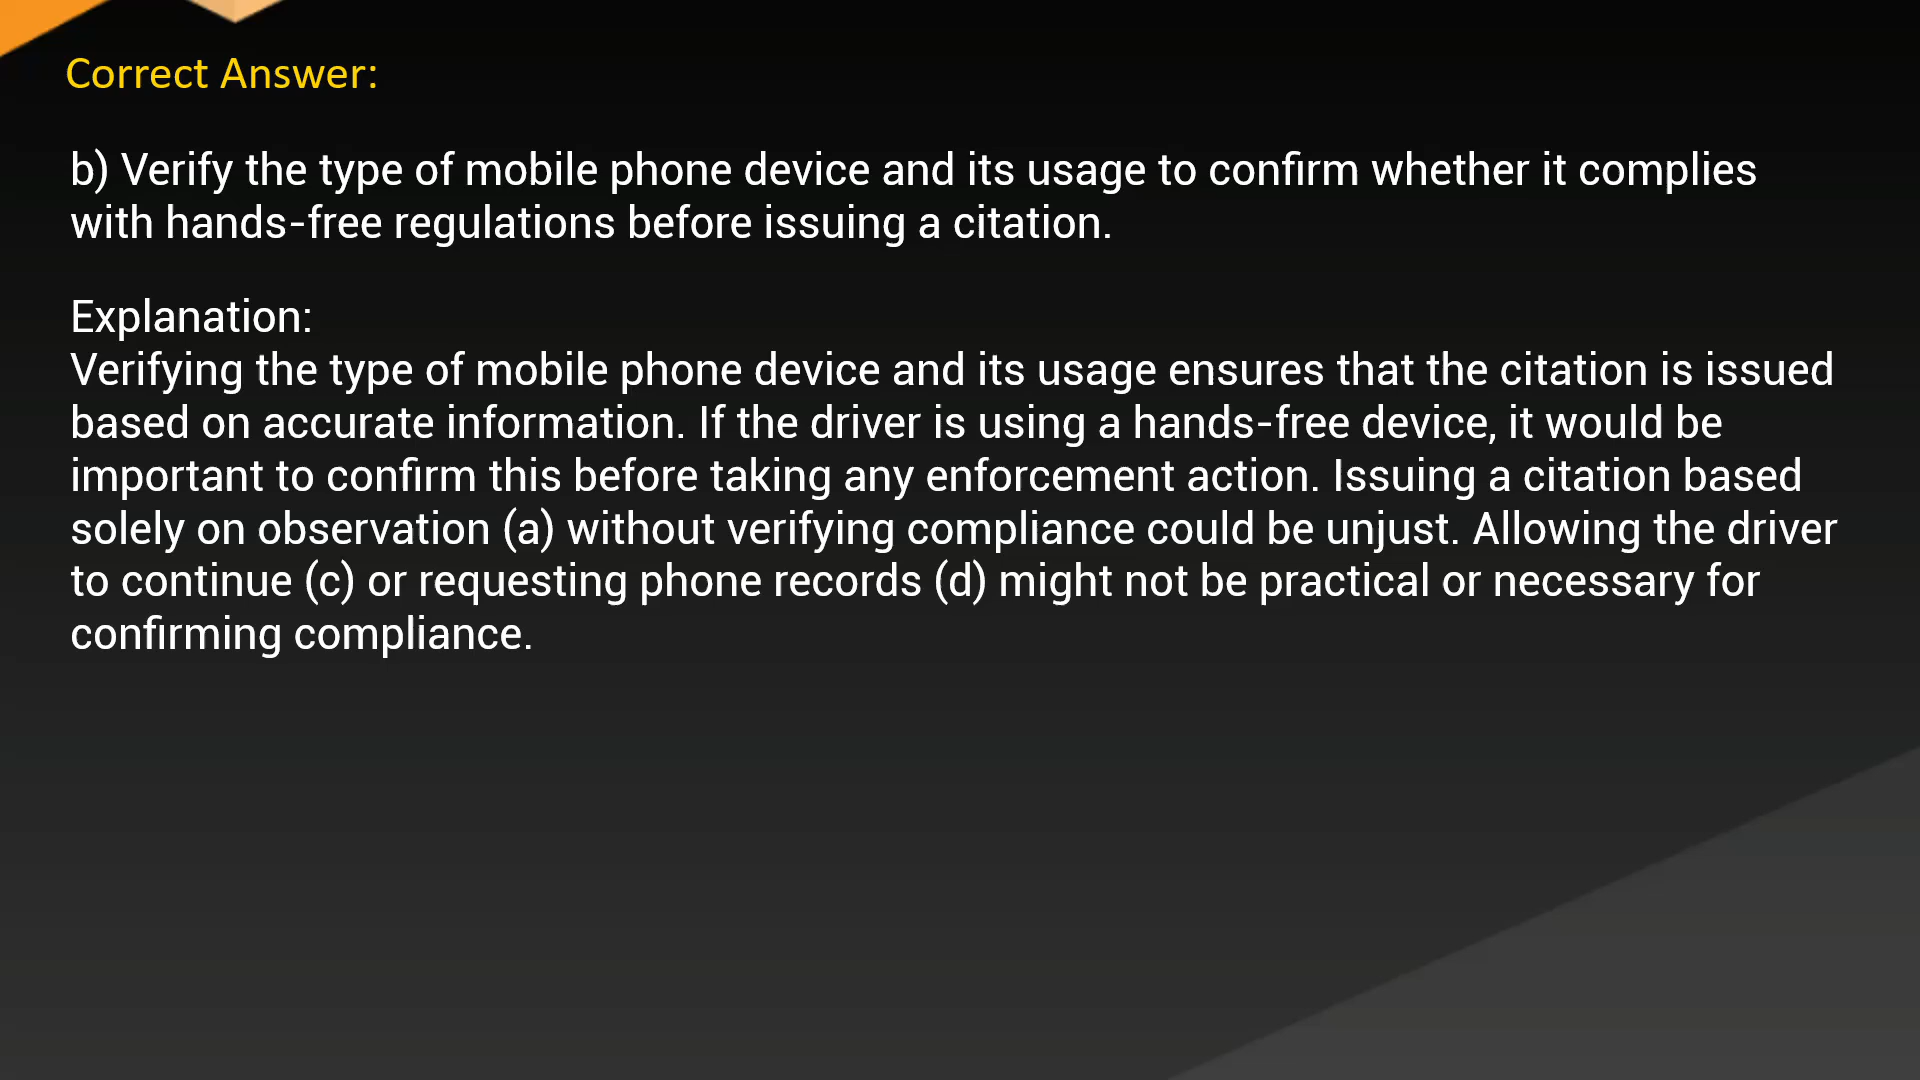 Correct Answer:
b) Verify the type of mobile phone device and its usage to confirm whether it complies
with hands-free regulations before issuing a citation.
Explanation:
Verifying the type of mobile phone device and its usage ensures that the citation is issued
based on accurate information. If the driver is using a hands-free device, it would be
important to confirm this before taking any enforcement action. Issuing a citation based
solely on observation (a) without verifying compliance could be unjust. Allowing the driver
to continue (c) or requesting phone records (d) might not be practical or necessary for
confirming compliance.